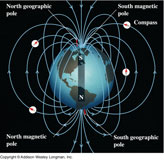 North geographic
pole
South magnetic
pole
Compass
S
N
North magnetic
pole
South geographic
pole
Copyright © Addison Wesley Longman, Inc.